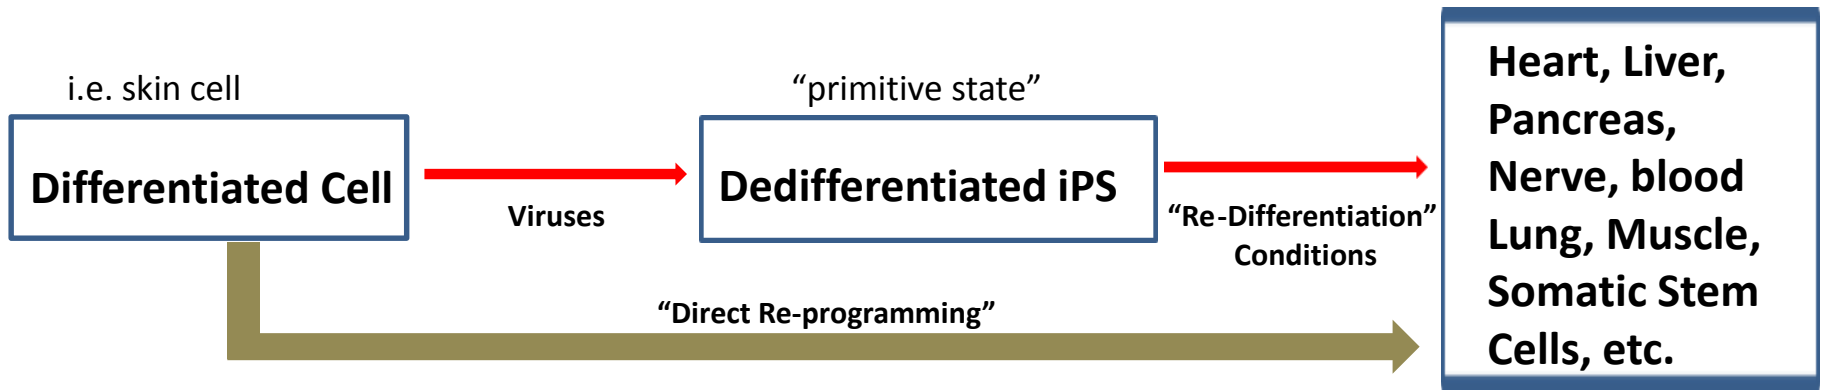 i.e. skin cell
Differentiated Cell
Viruses
“primitive state”
Dedifferentiated iPS
“Re-Differentiation”
Conditions
“Direct Re-programming”
Heart, Liver,
Pancreas,
Nerve, blood
Lung, Muscle,
Somatic Stem
Cells, etc.